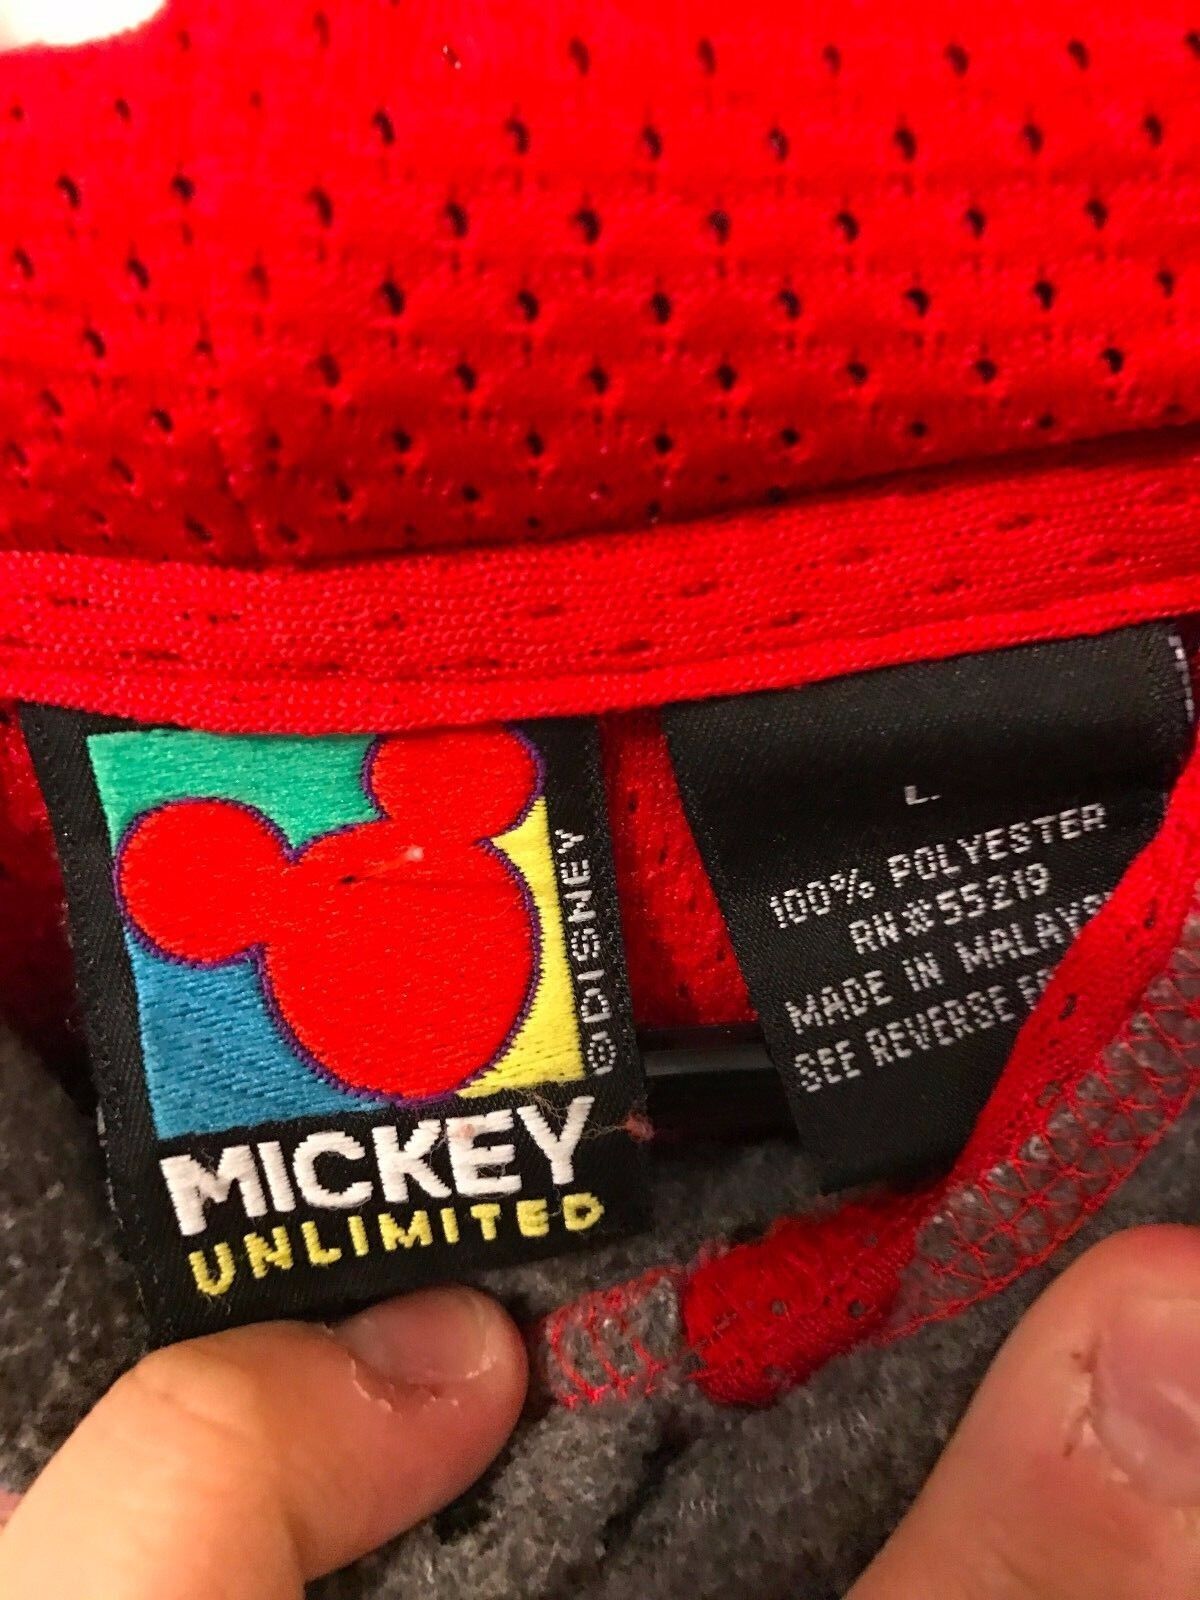 MICKEY
UNLIMITED
© DISNEY
L.
100% POLYESTER
RN#55219
MADE IN
SEE REVERSE